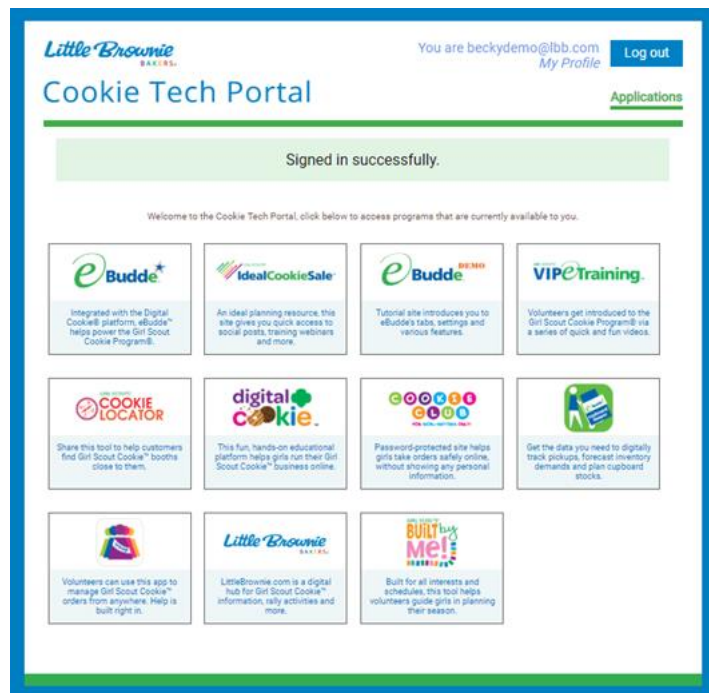 Little Brownie
BAKERS.
You are beckydemo@lbb.com
My Profile
Log out
Cookie Tech Portal
Applications
Signed in successfully.
Welcome to the Cookie Tech Portal, click below to access programs that are currently available to you.
eBudde
Integrated with the Digital
Cookie® platform, eBudde™
helps power the Girl Scout
Cookie Program®.
IdealCookieSale
An ideal planning resource, this
site gives you quick access to
social posts, training webinars
and more.
eBudde DEMO
Tutorial site introduces you to
eBudde's tabs, settings and
various features.
VIPeTraining
Volunteers get introduced to the
Girl Scout Cookie Program® via
a series of quick and fun videos.
COOKIE
LOCATOR
Share this tool to help customers
find Girl Scout Cookie™ booths
close to them.
digital
cookie
This fun, hands-on educational
platform helps girls run their Girl
Scout Cookie™ business online.
COOKIE
CLUB
Password-protected site helps
girls take orders safely online,
without showing any personal
information.
Get the data you need to digitally
track pickups, forecast inventory
demands and plan cupboard
stocks.
Volunteers can use this app to
manage Girl Scout Cookie™
orders from anywhere. Help is
built right in.
Little Brownie
BAKERS.
LittleBrownie.com is a digital
hub for Girl Scout Cookie™
information, rally activities and
more.
BUILT by
Me!
Built for all interests and
schedules, this tool helps
volunteers guide girls in planning
their season.